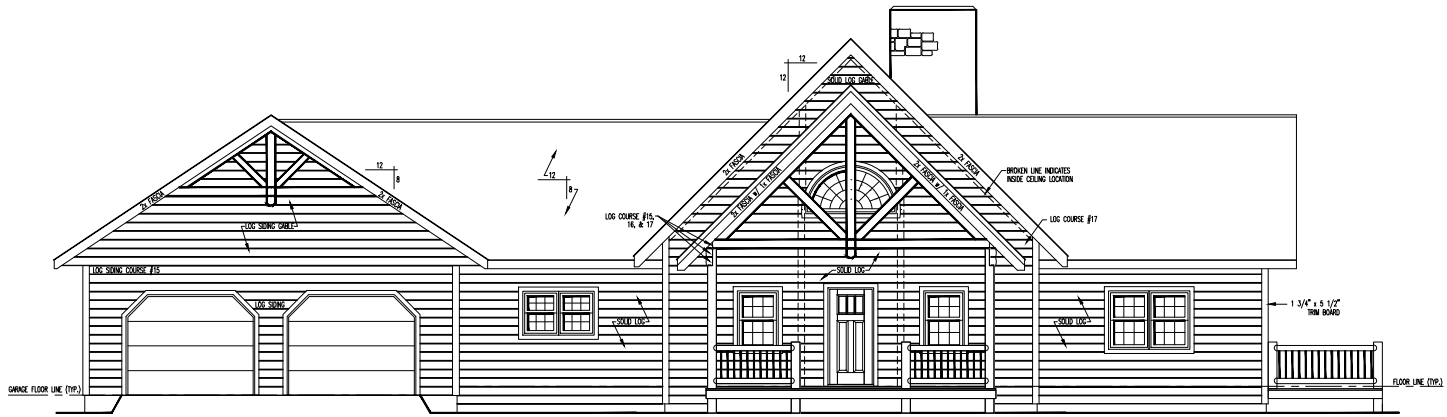 12
12
SOLID LOG GABLE
12
8
12
8
2x FASCIA
2x FASCIA
2x FASCIA
2x FASCIA
2x FASCIA W/ 1x FASCIA
2x FASCIA W/ 1x FASCIA
BROKEN LINE INDICATES
INSIDE CEILING LOCATION
LOG COURSE #15,
16, & 17
LOG COURSE #17
LOG SIDING GABLE
LOG SIDING COURSE #15
SOLID LOG
LOG SIDING
SOLID LOG
SOLID LOG
1 3/4" x 5 1/2"
TRIM BOARD
GARAGE FLOOR LINE (TYP.)
FLOOR LINE (TYP.)